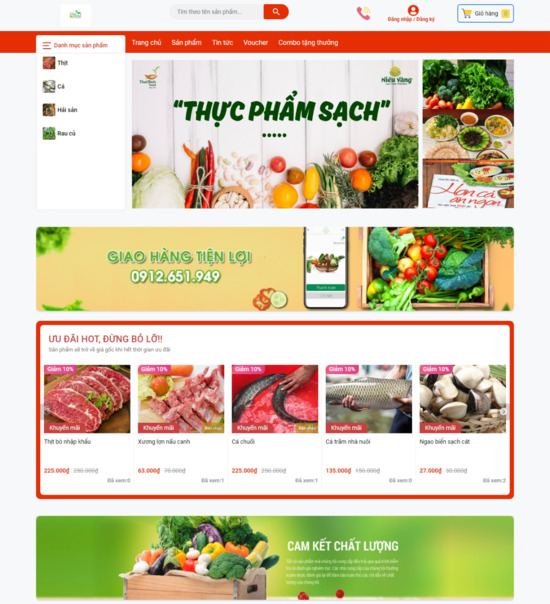 Tìm theo tên sản phẩm...
Đăng nhập / Đăng ký
Giỏ hàng
0
Danh mục sản phẩm
Trang chủ
Sản phẩm
Tin tức
Voucher
Combo tặng thưởng
Thịt
Cá
Hải sản
Rau củ
Niêu Vàng
“THỰC PHẨM SẠCH”
GIAO HÀNG TIỆN LỢI
0912.651.949
ƯU ĐÃI HOT, ĐỪNG BỎ LỠ!!
Sản phẩm sẽ trở về giá gốc khi hết thời gian ưu đãi
Giảm 10%
Giảm 10%
Giảm 10%
Giảm 10%
Giảm 10%
Khuyến mãi
Khuyến mãi
Khuyến mãi
Khuyến mãi
Khuyến mãi
Thịt bò nhập khẩu
Xương lợn nấu canh
Cá chuối
Cá trắm nhà nuôi
Ngao biển sạch cát
225.000₫ 250.000₫
63.000₫ 70.000₫
225.000₫ 250.000₫
135.000₫ 150.000₫
27.000₫ 30.000₫
Đã xem:0
Đã xem:1
Đã xem:1
Đã xem:0
Đã xem:2
CAM KẾT CHẤT LƯỢNG